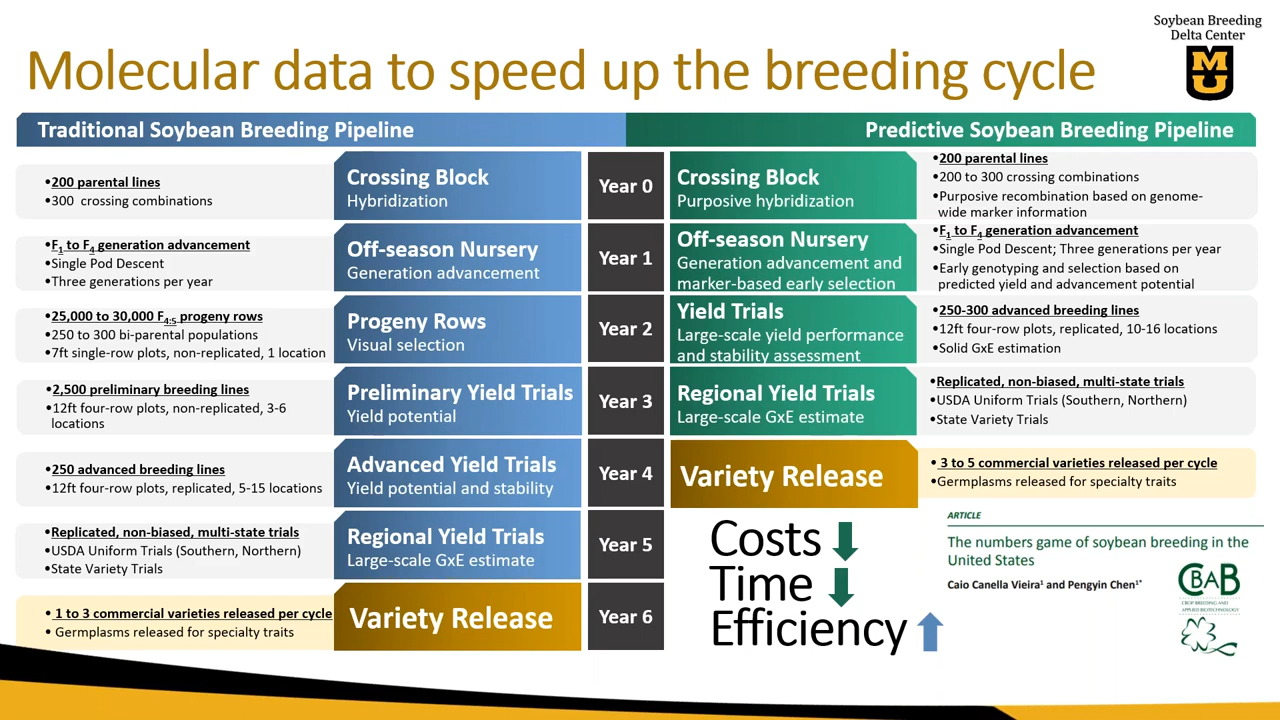 Soybean Breeding
Delta Center
MU
Molecular data to speed up the breeding cycle
Traditional Soybean Breeding Pipeline
Predictive Soybean Breeding Pipeline
•200 parental lines
•300 crossing combinations
Crossing Block
Hybridization
Year 0
Crossing Block
Purposive hybridization
•200 parental lines
•200 to 300 crossing combinations
•Purposive recombination based on genome-
wide marker information
•F1 to F4 generation advancement
•Single Pod Descent
•Three generations per year
Off-season Nursery
Generation advancement
Year 1
Off-season Nursery
Generation advancement and
marker-based early selection
•F1 to F4 generation advancement
•Single Pod Descent; Three generations per year
•Early genotyping and selection based on
predicted yield and advancement potential
•25,000 to 30,000 F4:5 progeny rows
•250 to 300 bi-parental populations
•7ft single-row plots, non-replicated, 1 location
Progeny Rows
Visual selection
Year 2
Yield Trials
Large-scale yield performance
and stability assessment
•250-300 advanced breeding lines
•12ft four-row plots, replicated, 10-16 locations
•Solid GxE estimation
•2,500 preliminary breeding lines
•12ft four-row plots, non-replicated, 3-6
locations
Preliminary Yield Trials
Yield potential
Year 3
Regional Yield Trials
Large-scale GxE estimate
•Replicated, non-biased, multi-state trials
•USDA Uniform Trials (Southern, Northern)
•State Variety Trials
•250 advanced breeding lines
•12ft four-row plots, replicated, 5-15 locations
Advanced Yield Trials
Yield potential and stability
Year 4
Variety Release
• 3 to 5 commercial varieties released per cycle
•Germplasms released for specialty traits
•Replicated, non-biased, multi-state trials
•USDA Uniform Trials (Southern, Northern)
•State Variety Trials
Regional Yield Trials
Large-scale GxE estimate
Year 5
• 1 to 3 commercial varieties released per cycle
• Germplasms released for specialty traits
Variety Release
Year 6
Costs
Time
Efficiency
ARTICLE
The numbers game of soybean breeding in the
United States
Caio Canella Vieira1 and Pengyin Chen1*
CBAB
CROP BREEDING AND
APPLIED BIOTECHNOLOGY